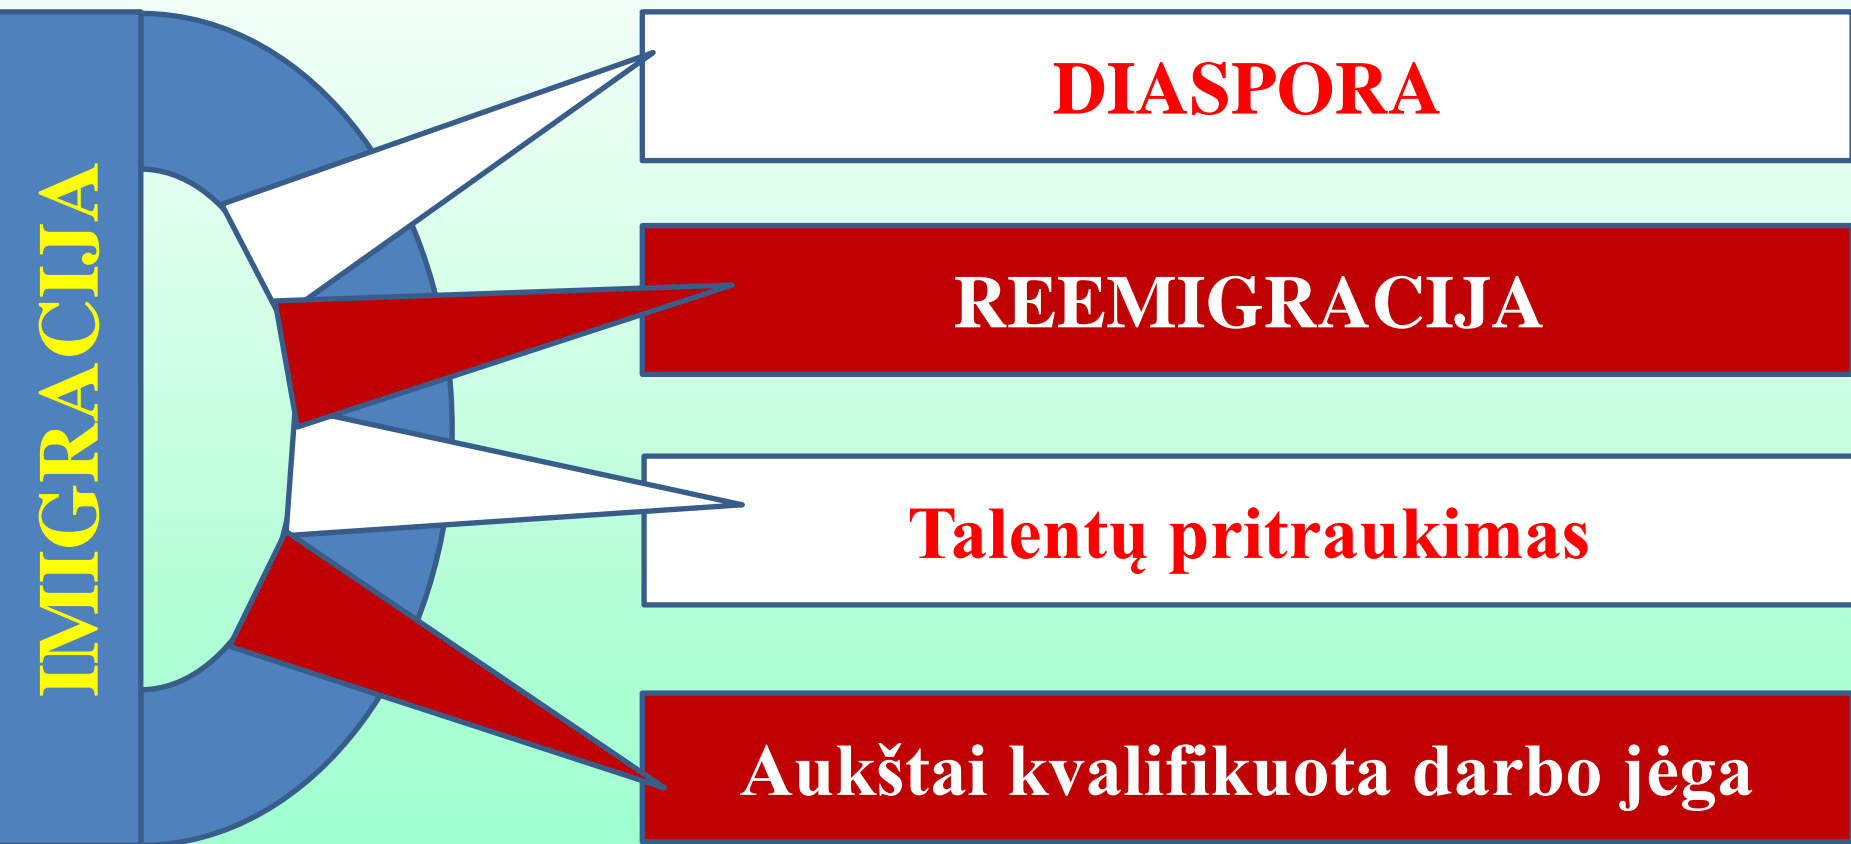 IMIGRACIJA
DIASPORA
REEMIGRACIJA
Talentų pritraukimas
Aukštai kvalifikuota darbo jėga